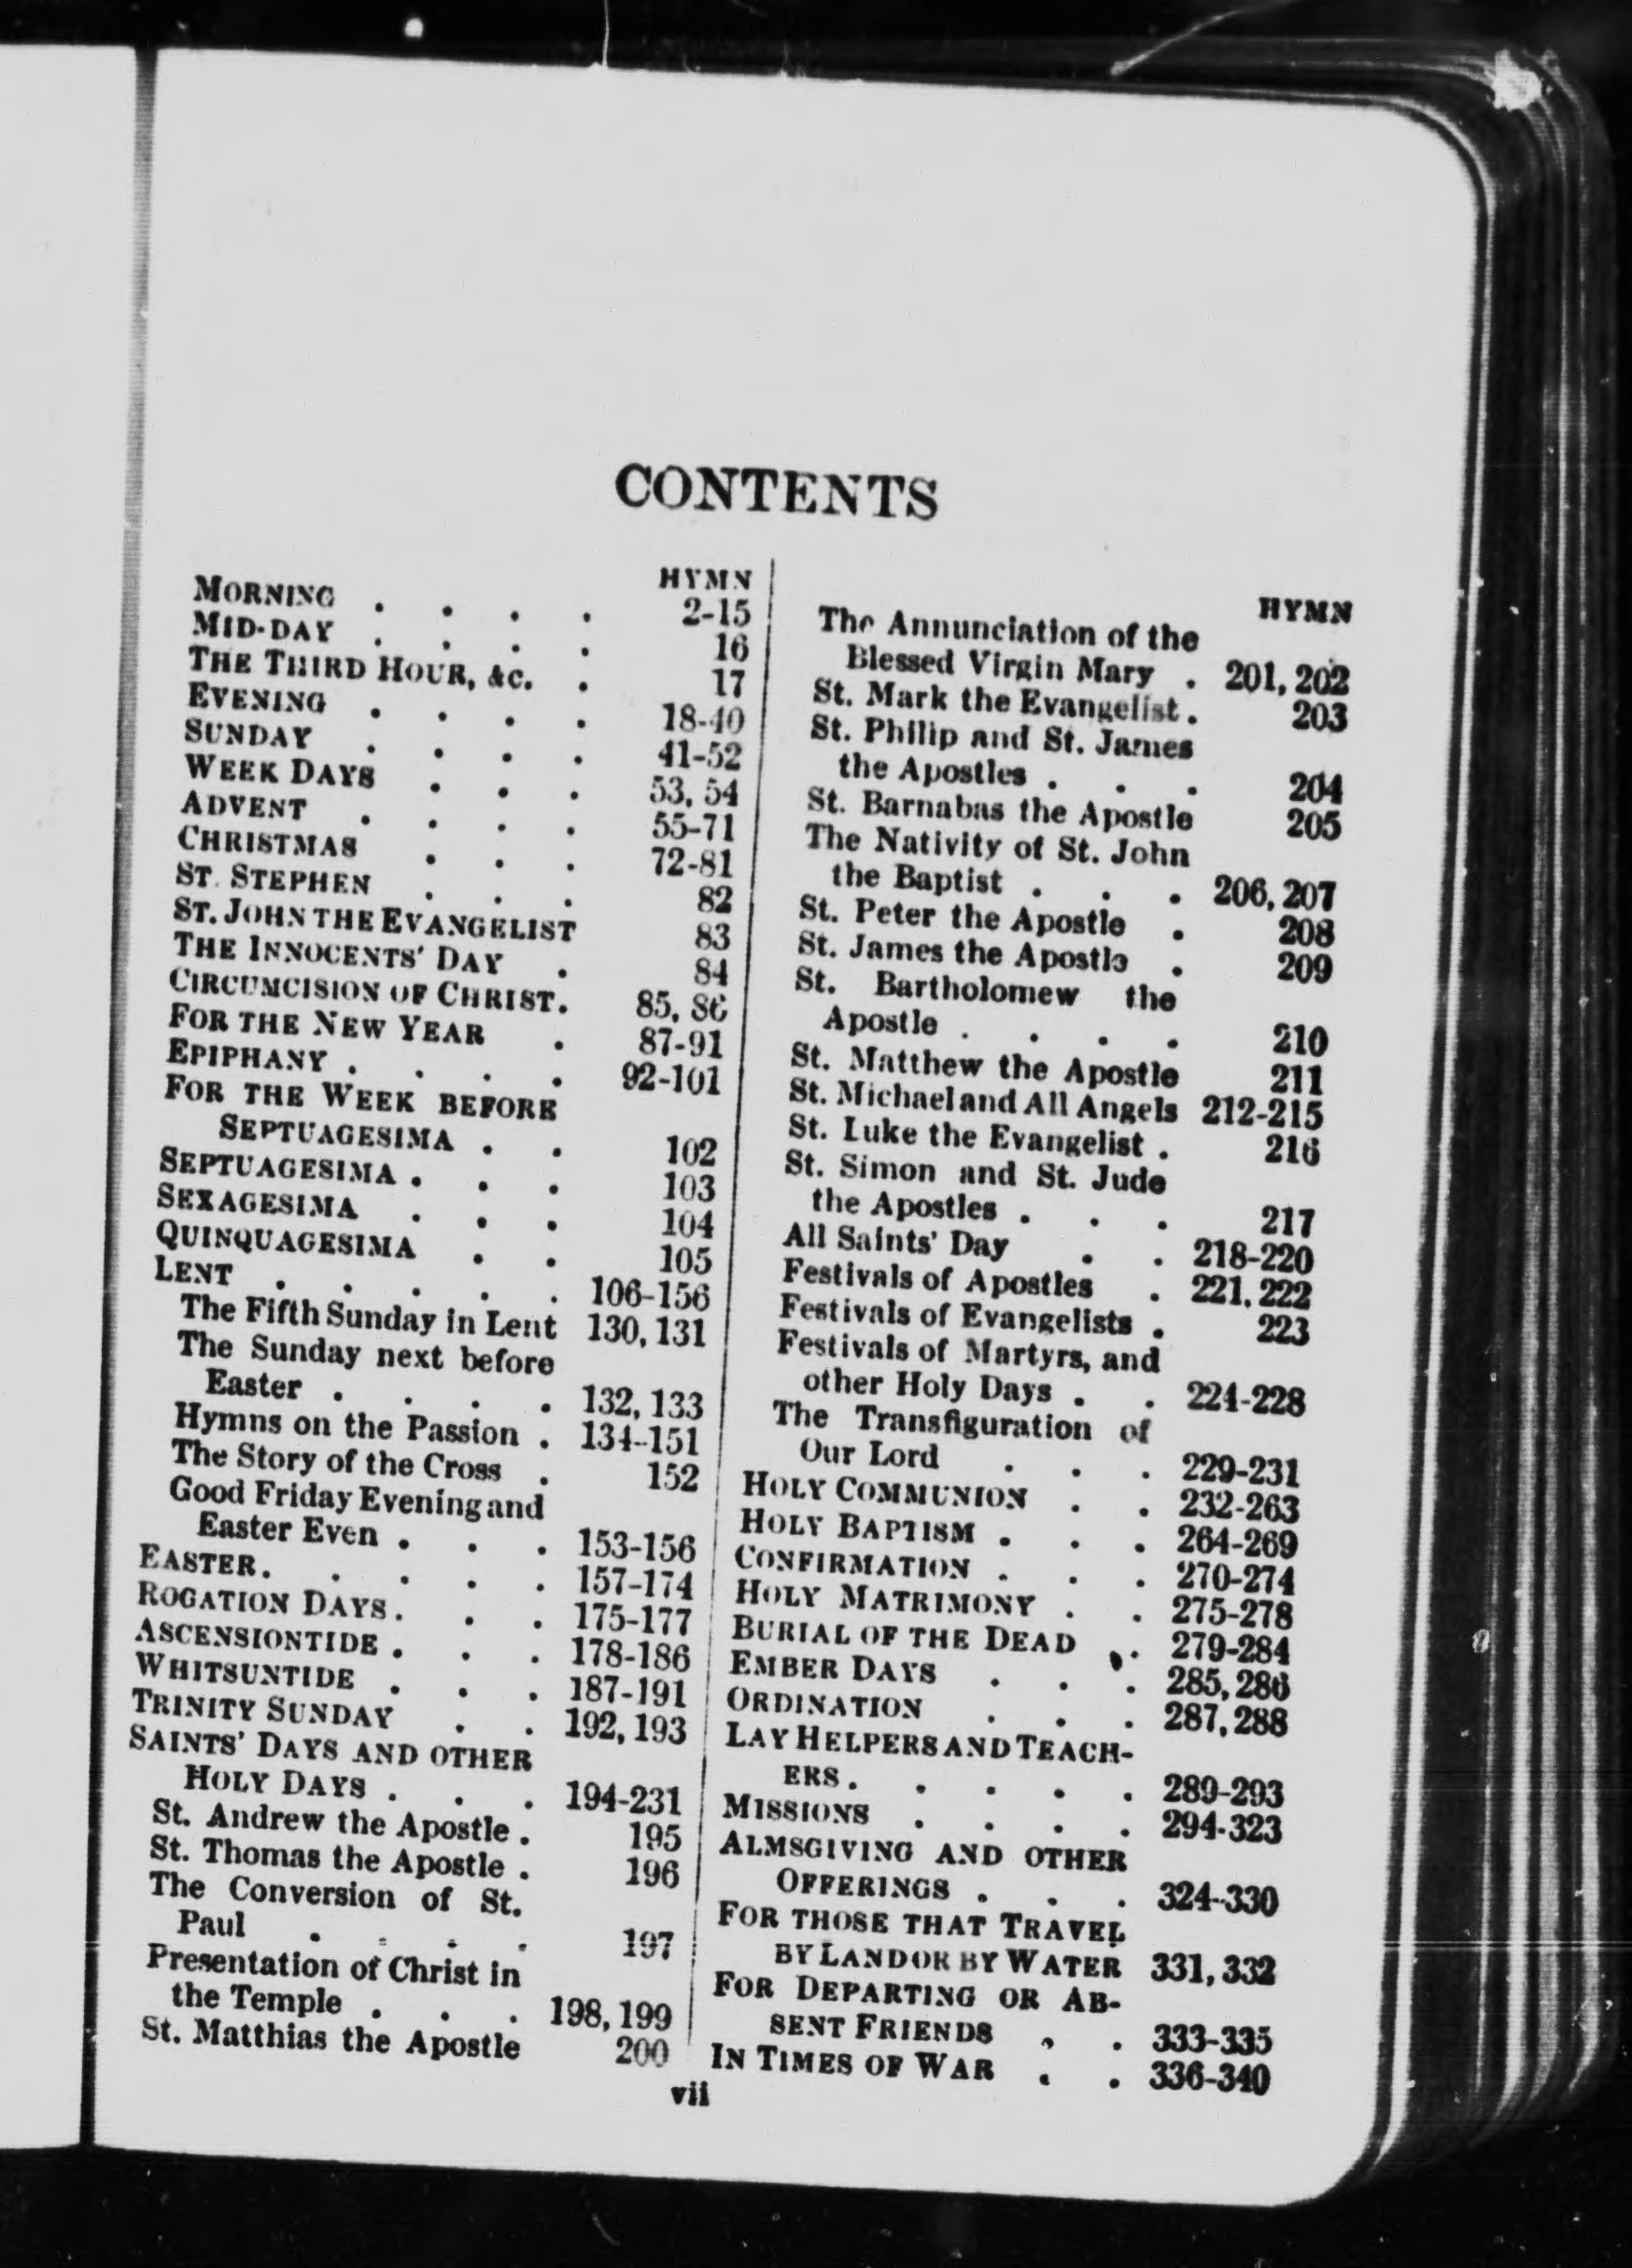 CONTENTS
HYMN
MORNING . . . . 2-15
MID-DAY . . . . 16
THE THIRD HOUR, &c. . 17
EVENING . . . . 18-40
SUNDAY . . . . 41-52
WEEK DAYS . . . 53, 54
ADVENT . . . . 55-71
CHRISTMAS . . . 72-81
ST. STEPHEN . . . 82
ST. JOHN THE EVANGELIST 83
THE INNOCENTS' DAY . 84
CIRCUMCISION OF CHRIST. 85, 86
FOR THE NEW YEAR . 87-91
EPIPHANY . . . . 92-101
FOR THE WEEK BEFORE
SEPTUAGESIMA . . 102
SEPTUAGESIMA . . . 103
SEXAGESIMA . . . 104
QUINQUAGESIMA . . 105
LENT . . . . . 106-156
The Fifth Sunday in Lent 130, 131
The Sunday next before
Easter . . . . 132, 133
Hymns on the Passion . 134-151
The Story of the Cross . 152
Good Friday Evening and
Easter Even . . . 153-156
EASTER. . . . . 157-174
ROGATION DAYS. . . 175-177
ASCENSIONTIDE . . . 178-186
WHITSUNTIDE . . . 187-191
TRINITY SUNDAY . . 192, 193
SAINTS' DAYS AND OTHER
HOLY DAYS . . . 194-231
St. Andrew the Apostle . 195
St. Thomas the Apostle . 196
The Conversion of St.
Paul . . . . 197
Presentation of Christ in
the Temple . . . 198, 199
St. Matthias the Apostle 200
HYMN
The Annunciation of the
Blessed Virgin Mary . 201, 202
St. Mark the Evangelist . 203
St. Philip and St. James
the Apostles . . . 204
St. Barnabas the Apostle 205
The Nativity of St. John
the Baptist . . . 206, 207
St. Peter the Apostle . 208
St. James the Apostle . 209
St. Bartholomew the
Apostle . . . . 210
St. Matthew the Apostle 211
St. Michael and All Angels 212-215
St. Luke the Evangelist . 216
St. Simon and St. Jude
the Apostles . . . 217
All Saints' Day . . 218-220
Festivals of Apostles . 221, 222
Festivals of Evangelists . 223
Festivals of Martyrs, and
other Holy Days . . 224-228
The Transfiguration of
Our Lord . . . 229-231
HOLY COMMUNION . . 232-263
HOLY BAPTISM . . . 264-269
CONFIRMATION . . . 270-274
HOLY MATRIMONY . . 275-278
BURIAL OF THE DEAD . . 279-284
EMBER DAYS . . . 285, 286
ORDINATION . . . 287, 288
LAY HELPERS AND TEACH-
ERS . . . . . 289-293
MISSIONS . . . . 294-323
ALMSGIVING AND OTHER
OFFERINGS . . . 324-330
FOR THOSE THAT TRAVEL
BY LAND OR BY WATER 331, 332
FOR DEPARTING OR AB-
SENT FRIENDS . . 333-335
IN TIMES OF WAR . . 336-340
vii